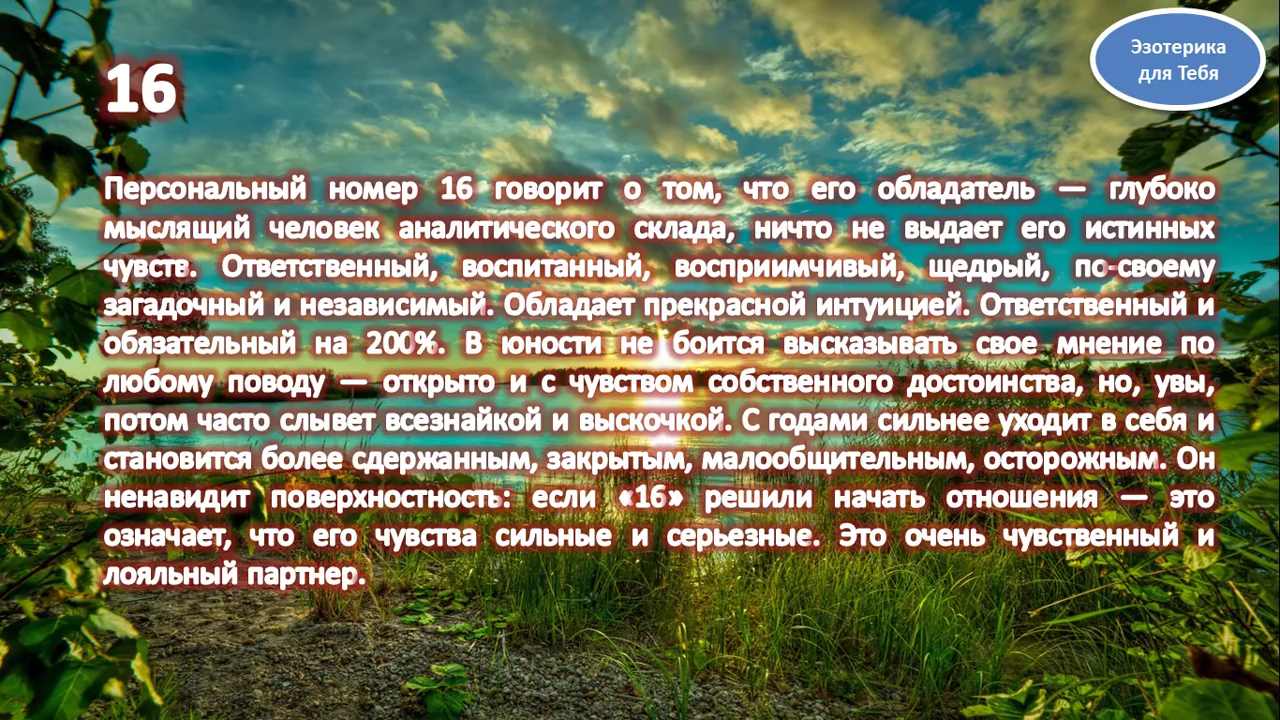 Эзотерика
для Тебя
16
Персональный номер 16 говорит о том, что его обладатель — глубоко
мыслящий человек аналитического склада, ничто не выдает его истинных
чувств. Ответственный, воспитанный, восприимчивый, щедрый, по-своему
загадочный и независимый. Обладает прекрасной интуицией. Ответственный и
обязательный на 200%. В юности не боится высказывать свое мнение по
любому поводу — открыто и с чувством собственного достоинства, но, увы,
потом часто слывет всезнайкой и выскочкой. С годами сильнее уходит в себя и
становится более сдержанным, закрытым, малообщительным, осторожным. Он
ненавидит поверхностность: если «16» решили начать отношения — это
означает, что его чувства сильные и серьезные. Это очень чувственный и
лояльный партнер.